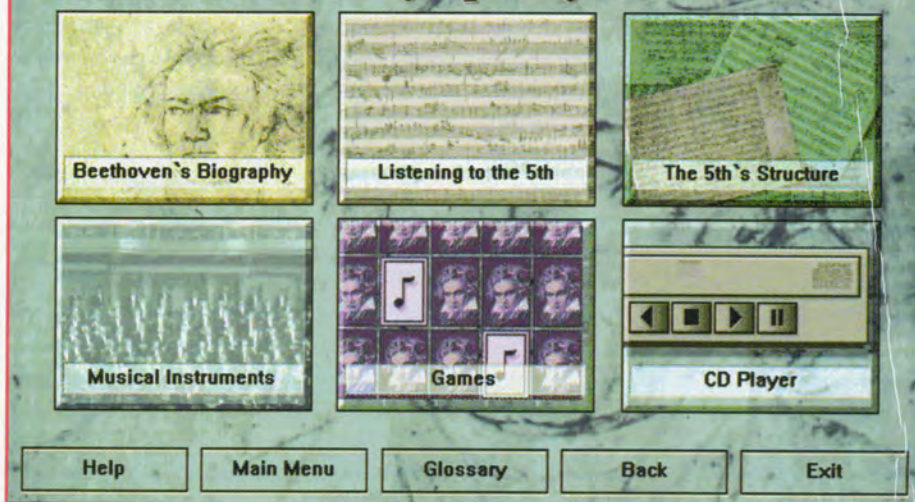 Beethoven`s Biography
Listening to the 5th
The 5th`s Structure
Musical Instruments
Games
CD Player
Help
Main Menu
Glossary
Back
Exit